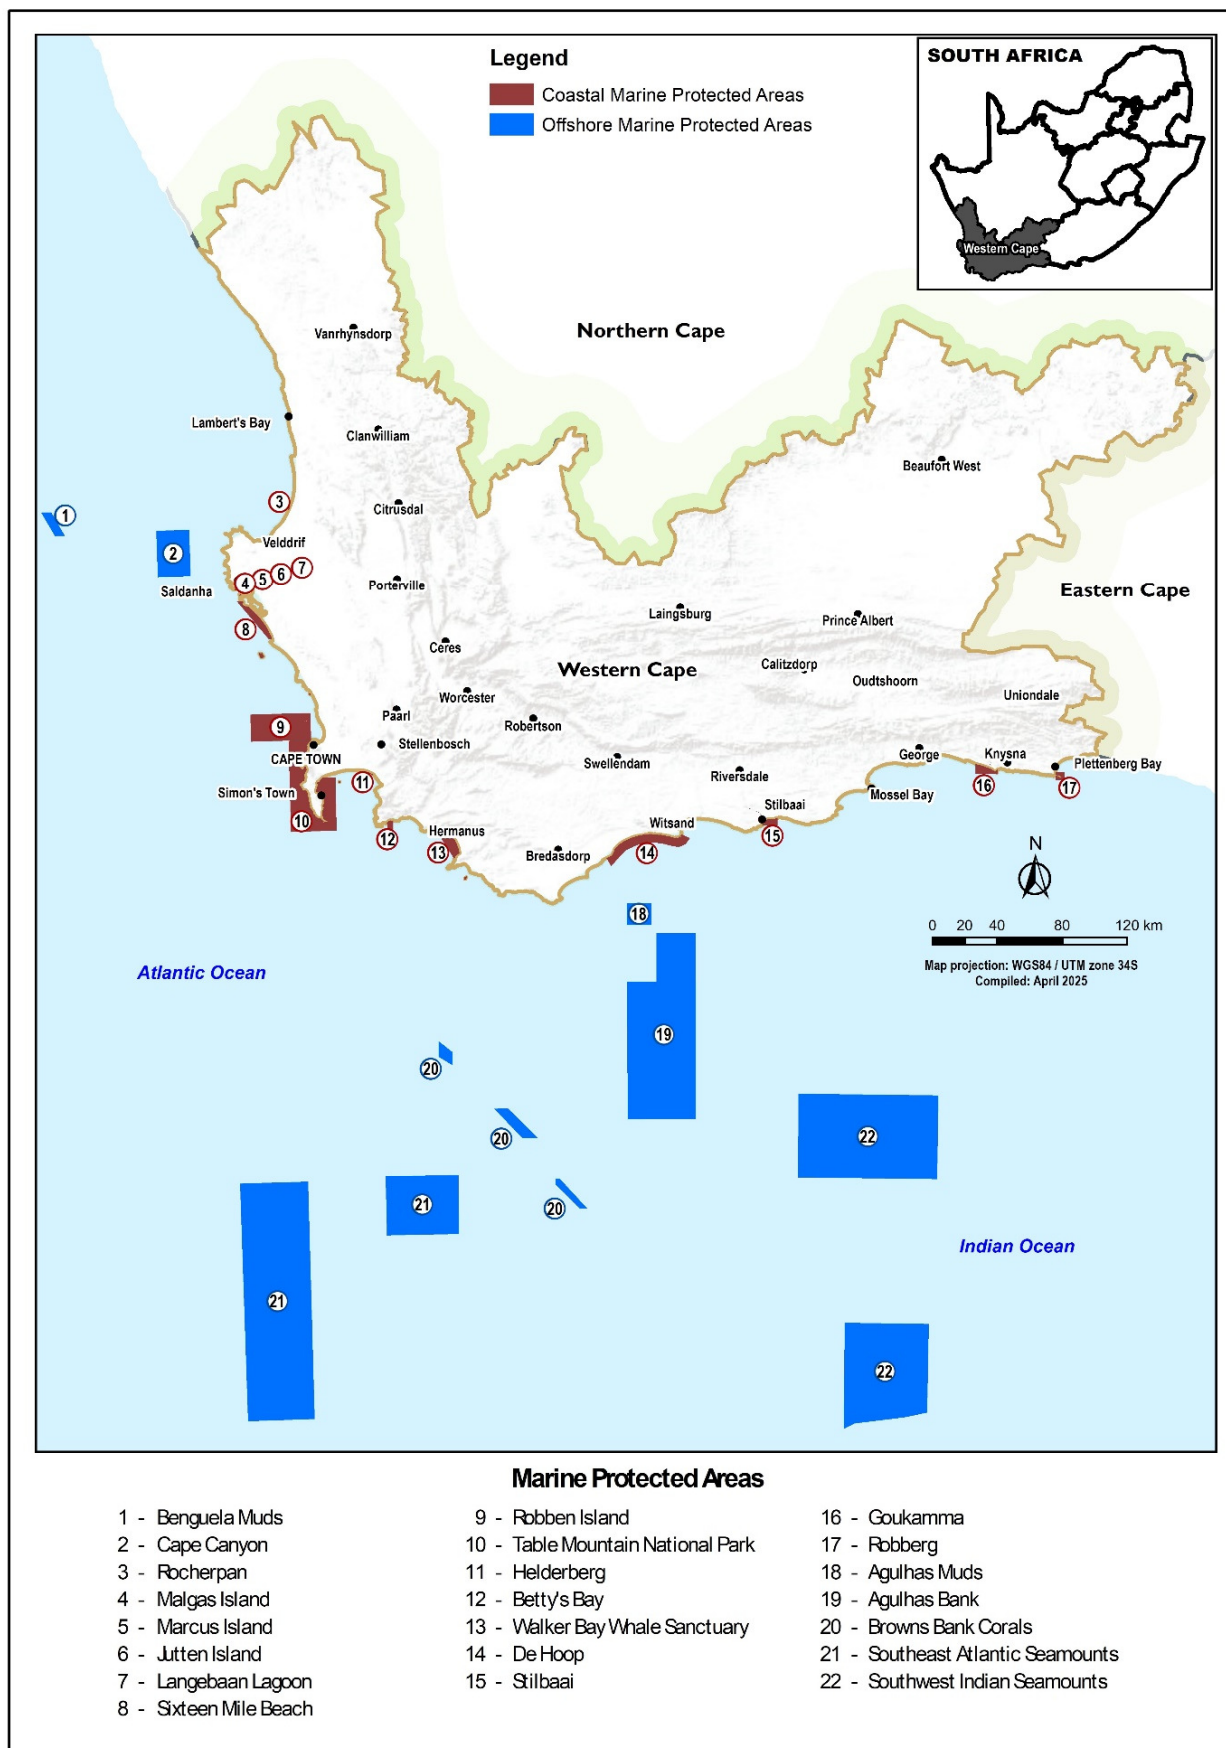 Legend
Coastal Marine Protected Areas
Offshore Marine Protected Areas
SOUTH AFRICA
Western Cape
Northern Cape
Vanrhynsdorp
Lambert's Bay
Clanwilliam
Beaufort West
Citrusdal
3
1
Velddrif
2
7
6
5
4
Saldanha
Porterville
Eastern Cape
Laingsburg
Prince Albert
8
Ceres
Western Cape
Calitzdorp
Oudtshoorn
Uniondale
Worcester
Paarl
Robertson
9
Stellenbosch
CAPE TOWN
George
Knysna
Plettenberg Bay
Swellendam
Riversdale
11
16
17
Simon's Town
Mossel Bay
Stilbaai
10
Witsand
Hermanus
12
15
13
14
Bredasdorp
N
18
0 20 40 80 120 km
Map projection: WGS84 / UTM zone 34S
Compiled: April 2025
Atlantic Ocean
19
20
20
22
21
20
Indian Ocean
21
22
Marine Protected Areas
1 - Benguela Muds
2 - Cape Canyon
3 - Rocherpan
4 - Malgas Island
5 - Marcus Island
6 - Jutten Island
7 - Langebaan Lagoon
8 - Sixteen Mile Beach
9 - Robben Island
10 - Table Mountain National Park
11 - Helderberg
12 - Betty's Bay
13 - Walker Bay Whale Sanctuary
14 - De Hoop
15 - Stilbaai
16 - Goukamma
17 - Robberg
18 - Agulhas Muds
19 - Agulhas Bank
20 - Browns Bank Corals
21 - Southeast Atlantic Seamounts
22 - Southwest Indian Seamounts